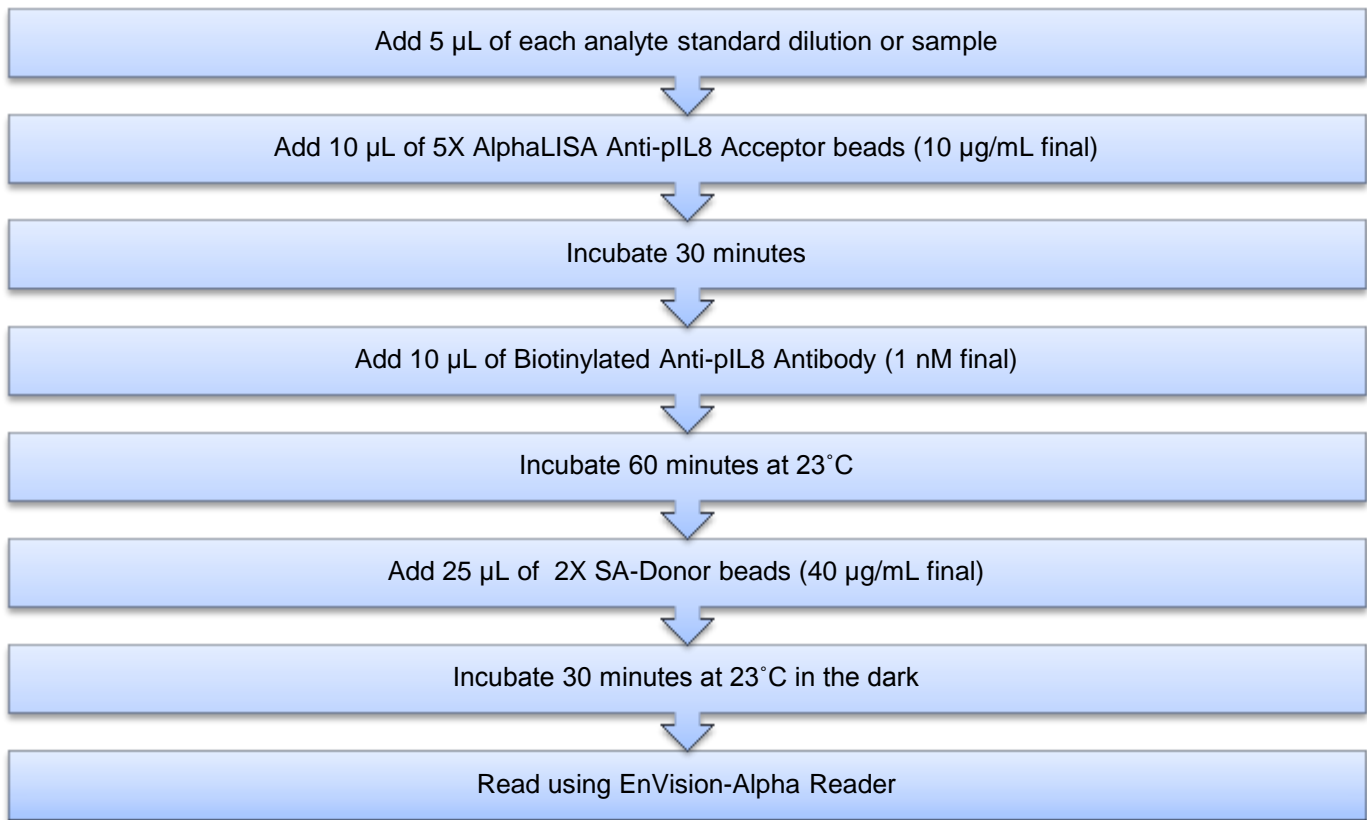 Add 5 µL of each analyte standard dilution or sample
Add 10 µL of 5X AlphaLISA Anti-pIL8 Acceptor beads (10 µg/mL final)
Incubate 30 minutes
Add 10 µL of Biotinylated Anti-pIL8 Antibody (1 nM final)
Incubate 60 minutes at 23˚C
Add 25 µL of  2X SA-Donor beads (40 µg/mL final)
Incubate 30 minutes at 23˚C in the dark
Read using EnVision-Alpha Reader